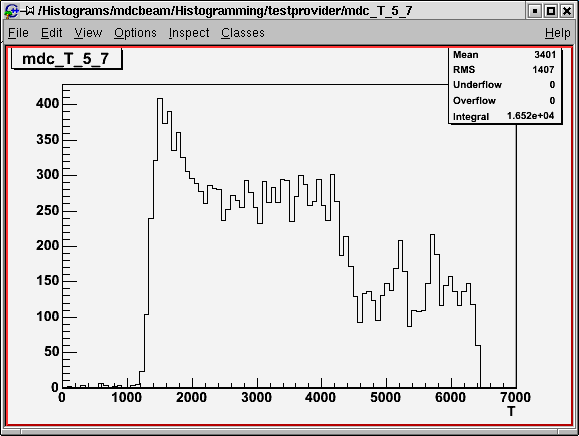 /Histograms/mdcbeam/Histogramming/testprovider/mdc_T_5_7
File Edit View Options Inspect Classes Help
mdc_T_5_7
Mean 3401
RMS 1407
Underflow 0
Overflow 0
Integral 1.652e+04
400
350
300
250
200
150
100
50
0
0 1000 2000 3000 4000 5000 6000 7000
T